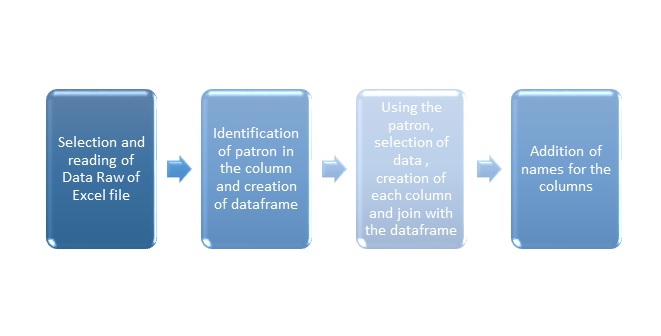 Selection and
reading of
Data Raw of
Excel file
Identification
of patron in
the column
and creation
of dataframe
Using the
patron,
selection of
data ,
creation of
each column
and join with
the dataframe
Addition of
names for the
columns